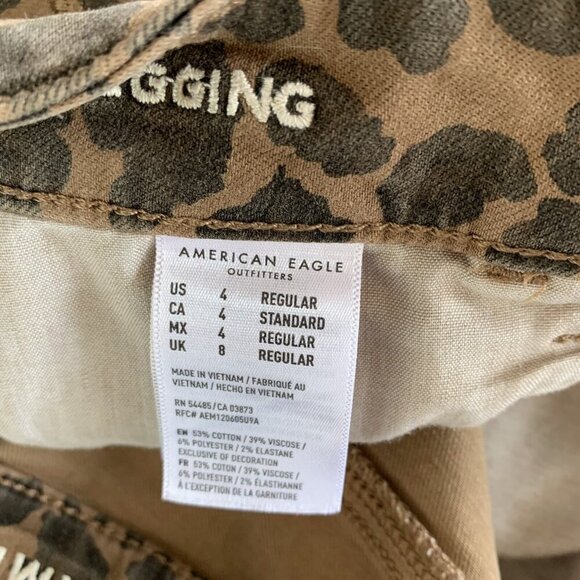 EGGING
AMERICAN EAGLE
OUTFITTERS
US 4 REGULAR
CA 4 STANDARD
MX 4 REGULAR
UK 8 REGULAR
MADE IN VIETNAM / FABRIQUÉ AU
VIETNAM / HECHO EN VIETNAM
RN 54485/CA 03873
RFC# AEM120605U9A
EN 53% COTTON / 39% VISCOSE /
6% POLYESTER / 2% ELASTANE
EXCLUSIVE OF DECORATION
FR 53% COTON / 39% VISCOSE /
6% POLYESTER / 2% ÉLASTHANNE
À L'EXCEPTION DE LA GARNITURE